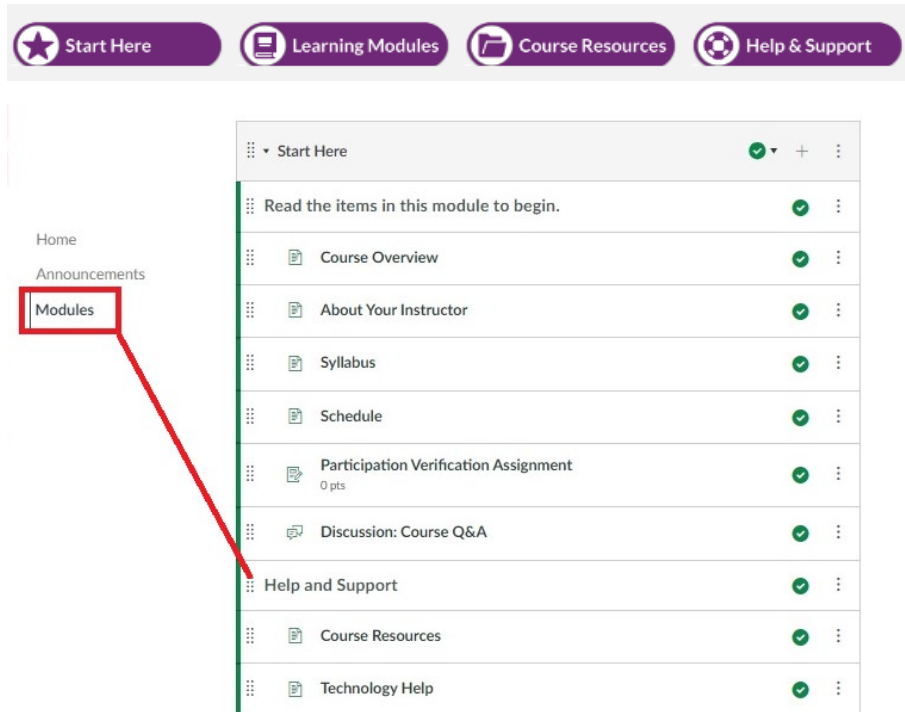 Start Here
Learning Modules
Course Resources
Help & Support
Start Here
Read the items in this module to begin.
Home
Course Overview
Announcements
About Your Instructor
Modules
Syllabus
Schedule
Participation Verification Assignment
0 pts
Discussion: Course Q&A
Help and Support
Course Resources
Technology Help